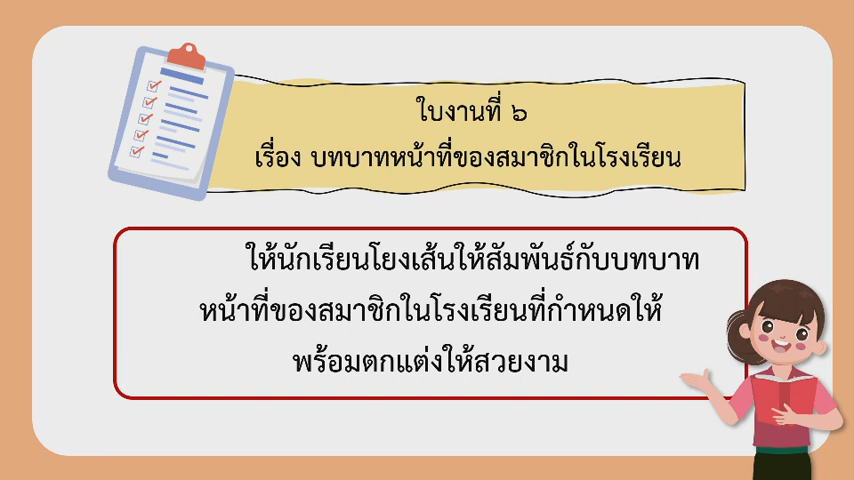 ใบงานที่ ๖
เรื่อง บทบาทหน้าที่ของสมาชิกในโรงเรียน
ให้นักเรียนโยงเส้นให้สัมพันธ์กับบทบาท
หน้าที่ของสมาชิกในโรงเรียนที่กำหนดให้
พร้อมตกแต่งให้สวยงาม